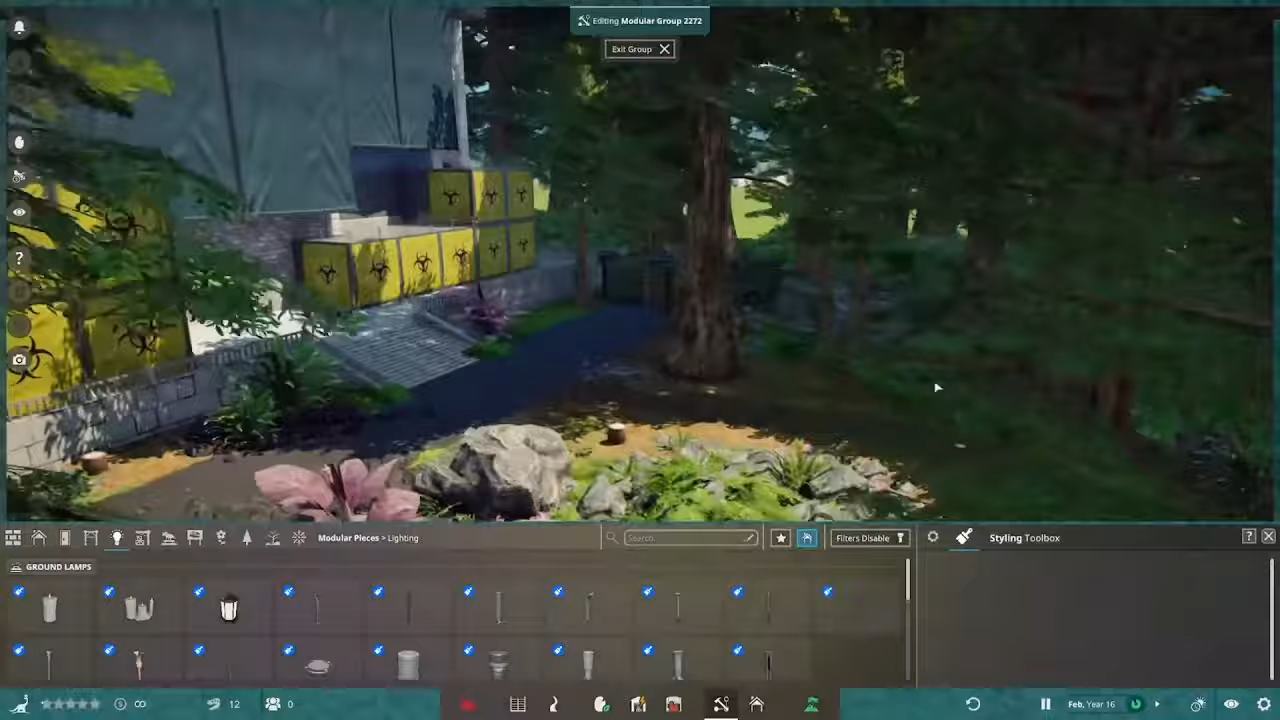 Editing Modular Group 2272
Exit Group
?
Modular Pieces > Lighting
Search...
Filters Disable
Styling Toolbox
?
GROUND LAMPS
12
0
Feb, Year 16